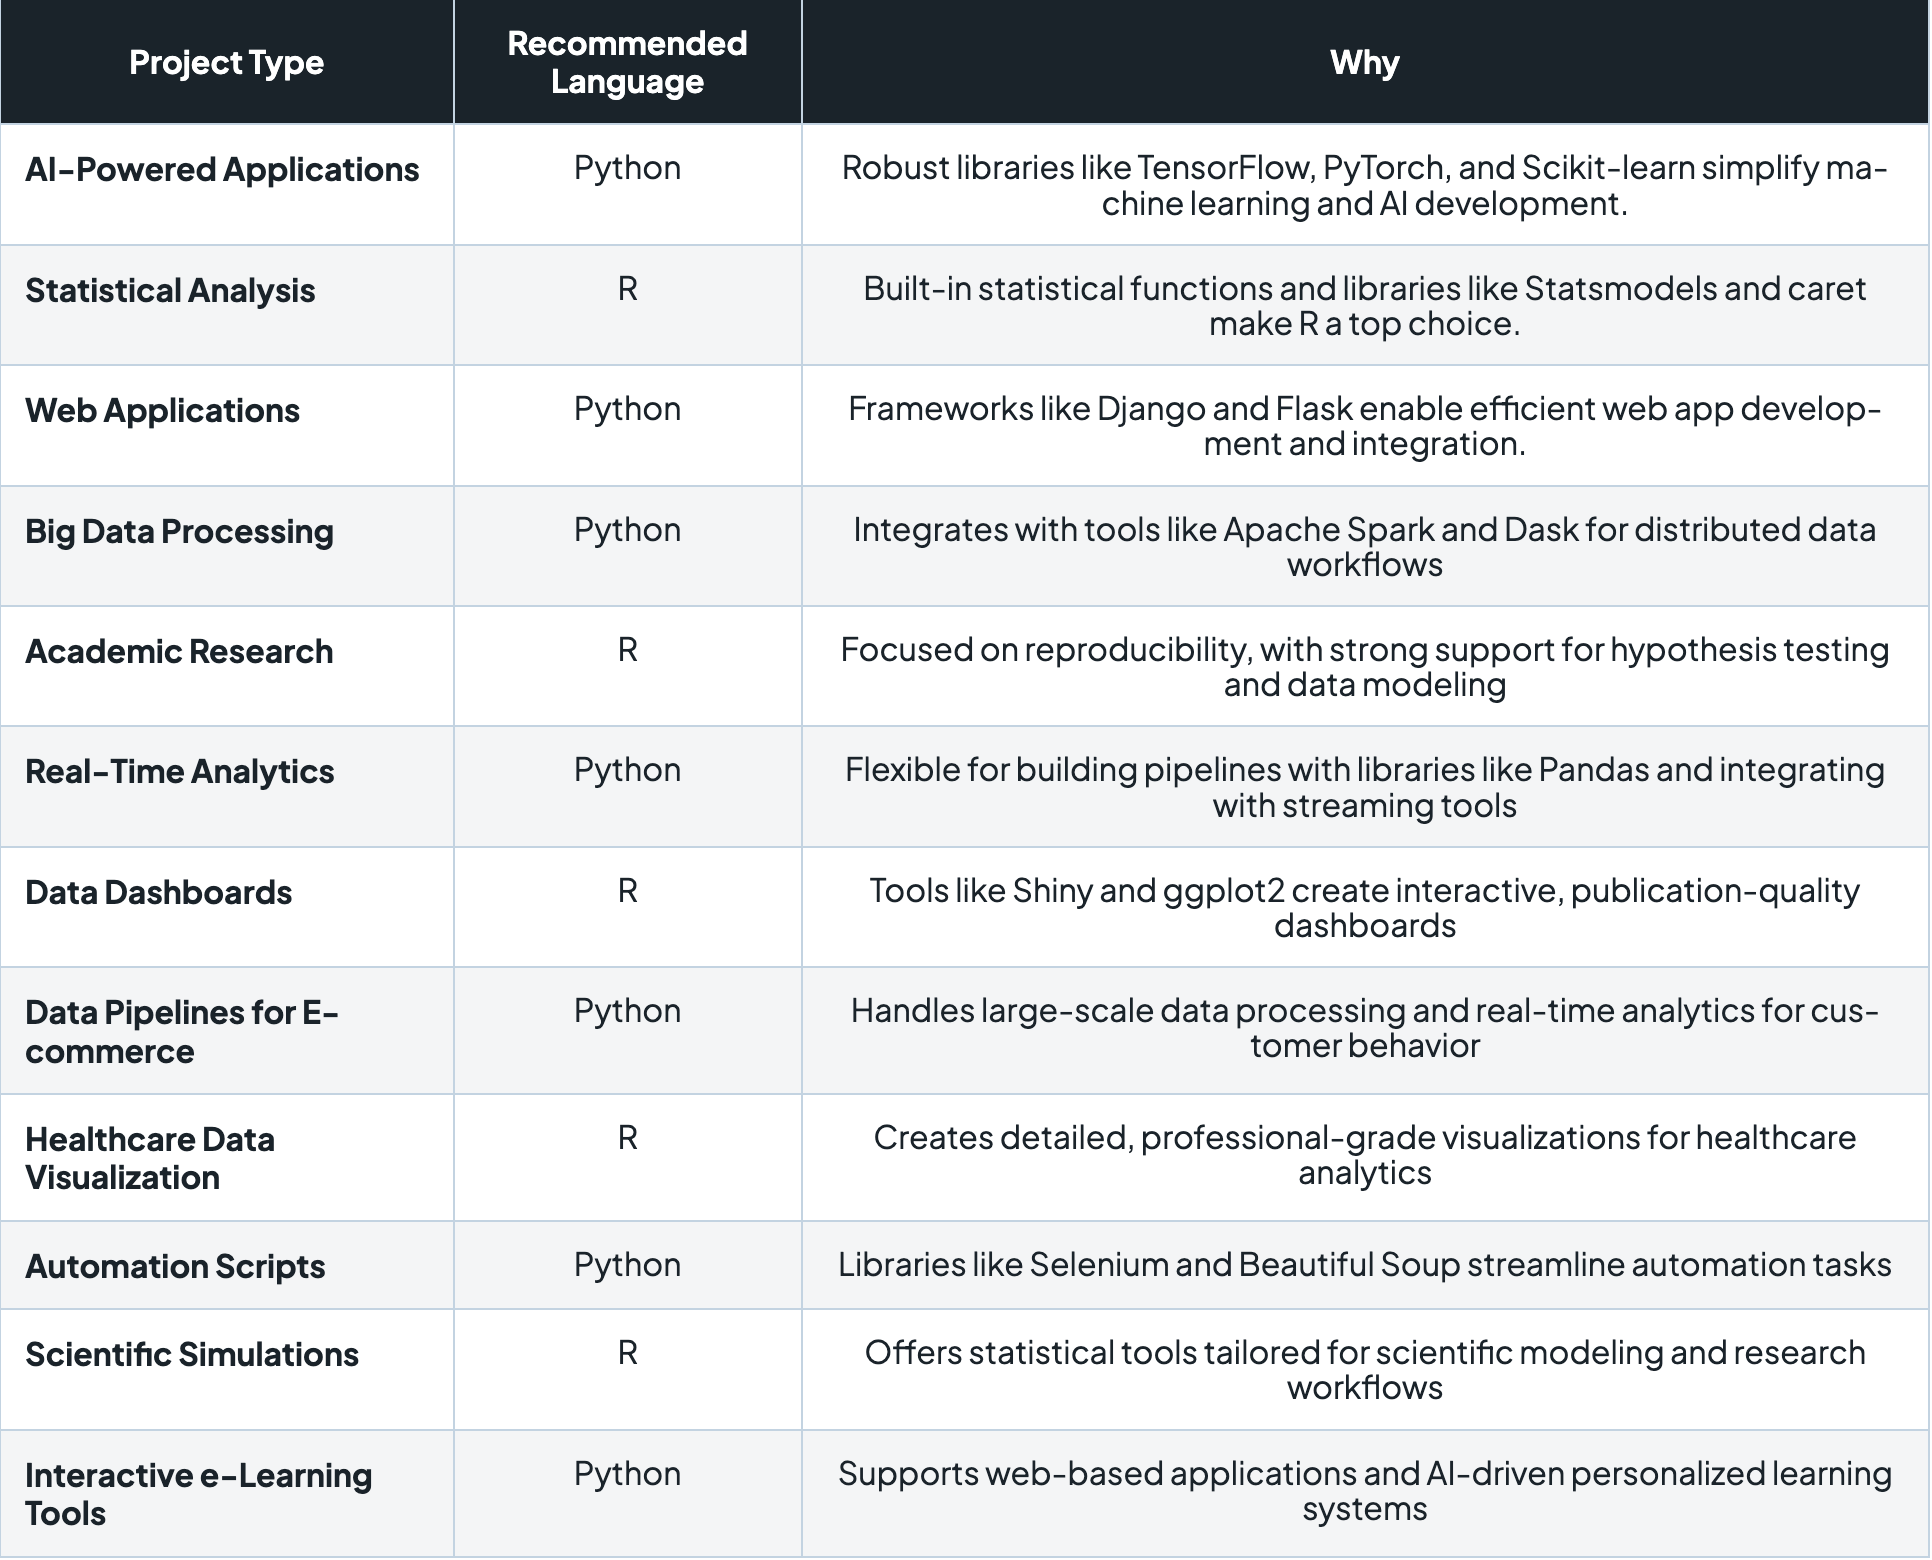 Project Type
Recommended
Language
Why
AI-Powered Applications
Python
Robust libraries like TensorFlow, PyTorch, and Scikit-learn simplify ma-
chine learning and AI development.
Statistical Analysis
R
Built-in statistical functions and libraries like Statsmodels and caret
make R a top choice.
Web Applications
Python
Frameworks like Django and Flask enable efficient web app develop-
ment and integration.
Big Data Processing
Python
Integrates with tools like Apache Spark and Dask for distributed data
workflows
Academic Research
R
Focused on reproducibility, with strong support for hypothesis testing
and data modeling
Real-Time Analytics
Python
Flexible for building pipelines with libraries like Pandas and integrating
with streaming tools
Data Dashboards
R
Tools like Shiny and ggplot2 create interactive, publication-quality
dashboards
Data Pipelines for E-
commerce
Python
Handles large-scale data processing and real-time analytics for cus-
tomer behavior
Healthcare Data
Visualization
R
Creates detailed, professional-grade visualizations for healthcare
analytics
Automation Scripts
Python
Libraries like Selenium and Beautiful Soup streamline automation tasks
Scientific Simulations
R
Offers statistical tools tailored for scientific modeling and research
workflows
Interactive e-Learning
Tools
Python
Supports web-based applications and AI-driven personalized learning
systems